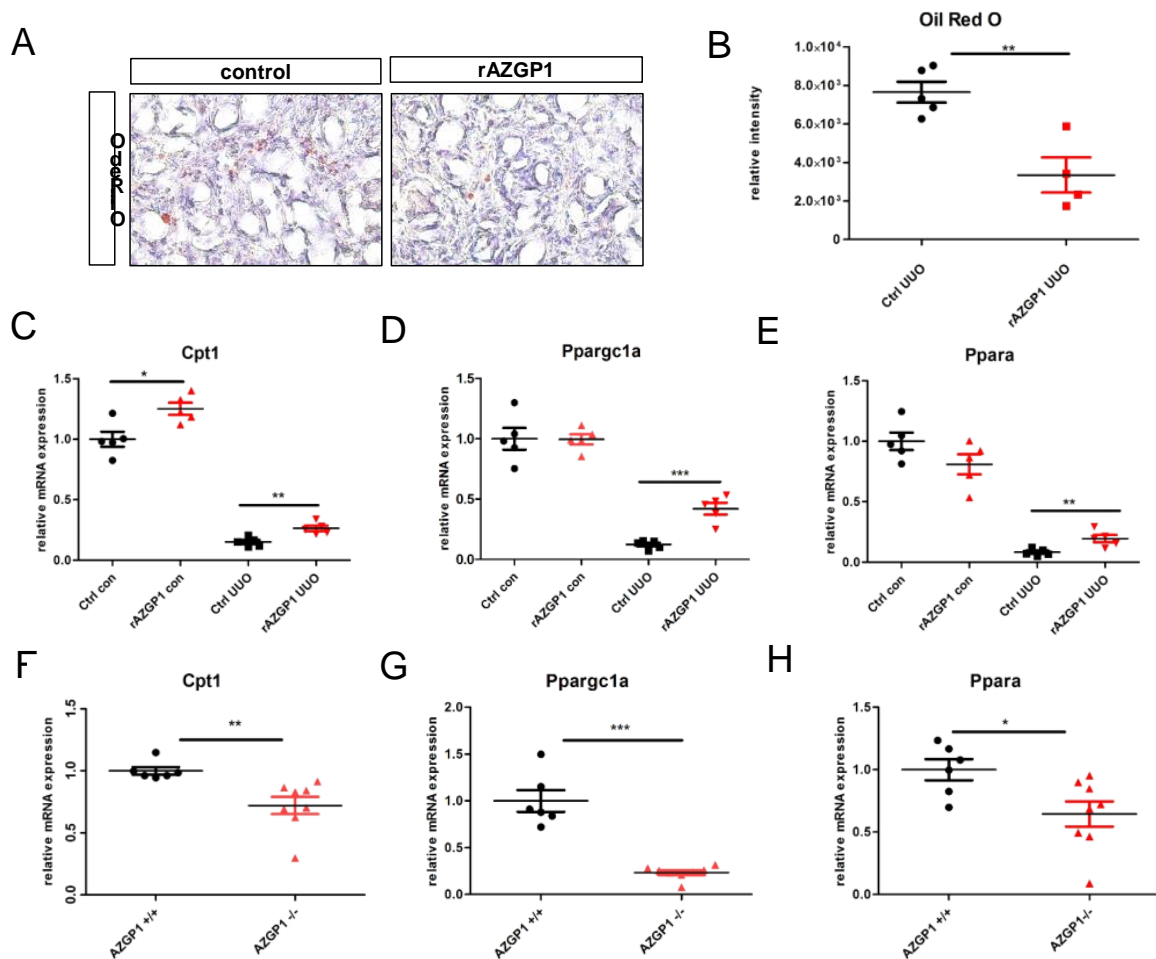 A
control
rAZGP1
Oil Red O
B
Oil Red O
**
relative intensity
1.0×10⁴
8.0×10³
6.0×10³
4.0×10³
2.0×10³
0
Ctrl UUO
rAZGP1 UUO
C
Cpt1
*
**
relative mRNA expression
1.5
1.0
0.5
0.0
Ctrl con
rAZGP1 con
Ctrl UUO
rAZGP1 UUO
D
Ppargc1a
***
relative mRNA expression
1.5
1.0
0.5
0.0
Ctrl con
rAZGP1 con
Ctrl UUO
rAZGP1 UUO
E
Ppara
**
relative mRNA expression
1.5
1.0
0.5
0.0
Ctrl con
rAZGP1 con
Ctrl UUO
rAZGP1 UUO
F
Cpt1
**
relative mRNA expression
1.5
1.0
0.5
0.0
AZGP1 +/+
AZGP1 -/-
G
Ppargc1a
***
relative mRNA expression
2.0
1.5
1.0
0.5
0.0
AZGP1 +/+
AZGP1 -/-
H
Ppara
*
relative mRNA expression
1.5
1.0
0.5
0.0
AZGP1 +/+
AZGP1-/-